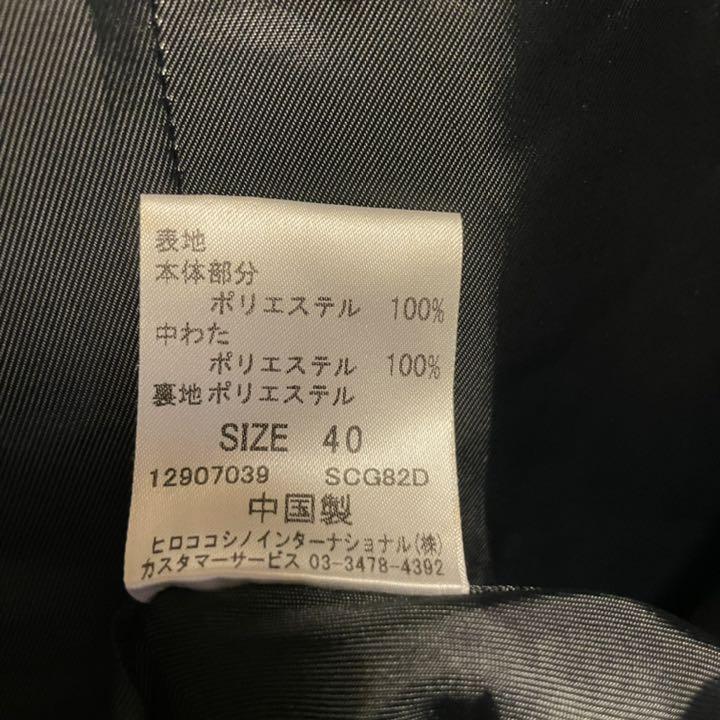 表地
本体部分
ポリエステル 100%
中わた
ポリエステル 100%
裏地ポリエステル
SIZE 40
12907039 SCG82D
中国製
ヒロココシノインターナショナル(株)
カスタマーサービス 03-3478-4392